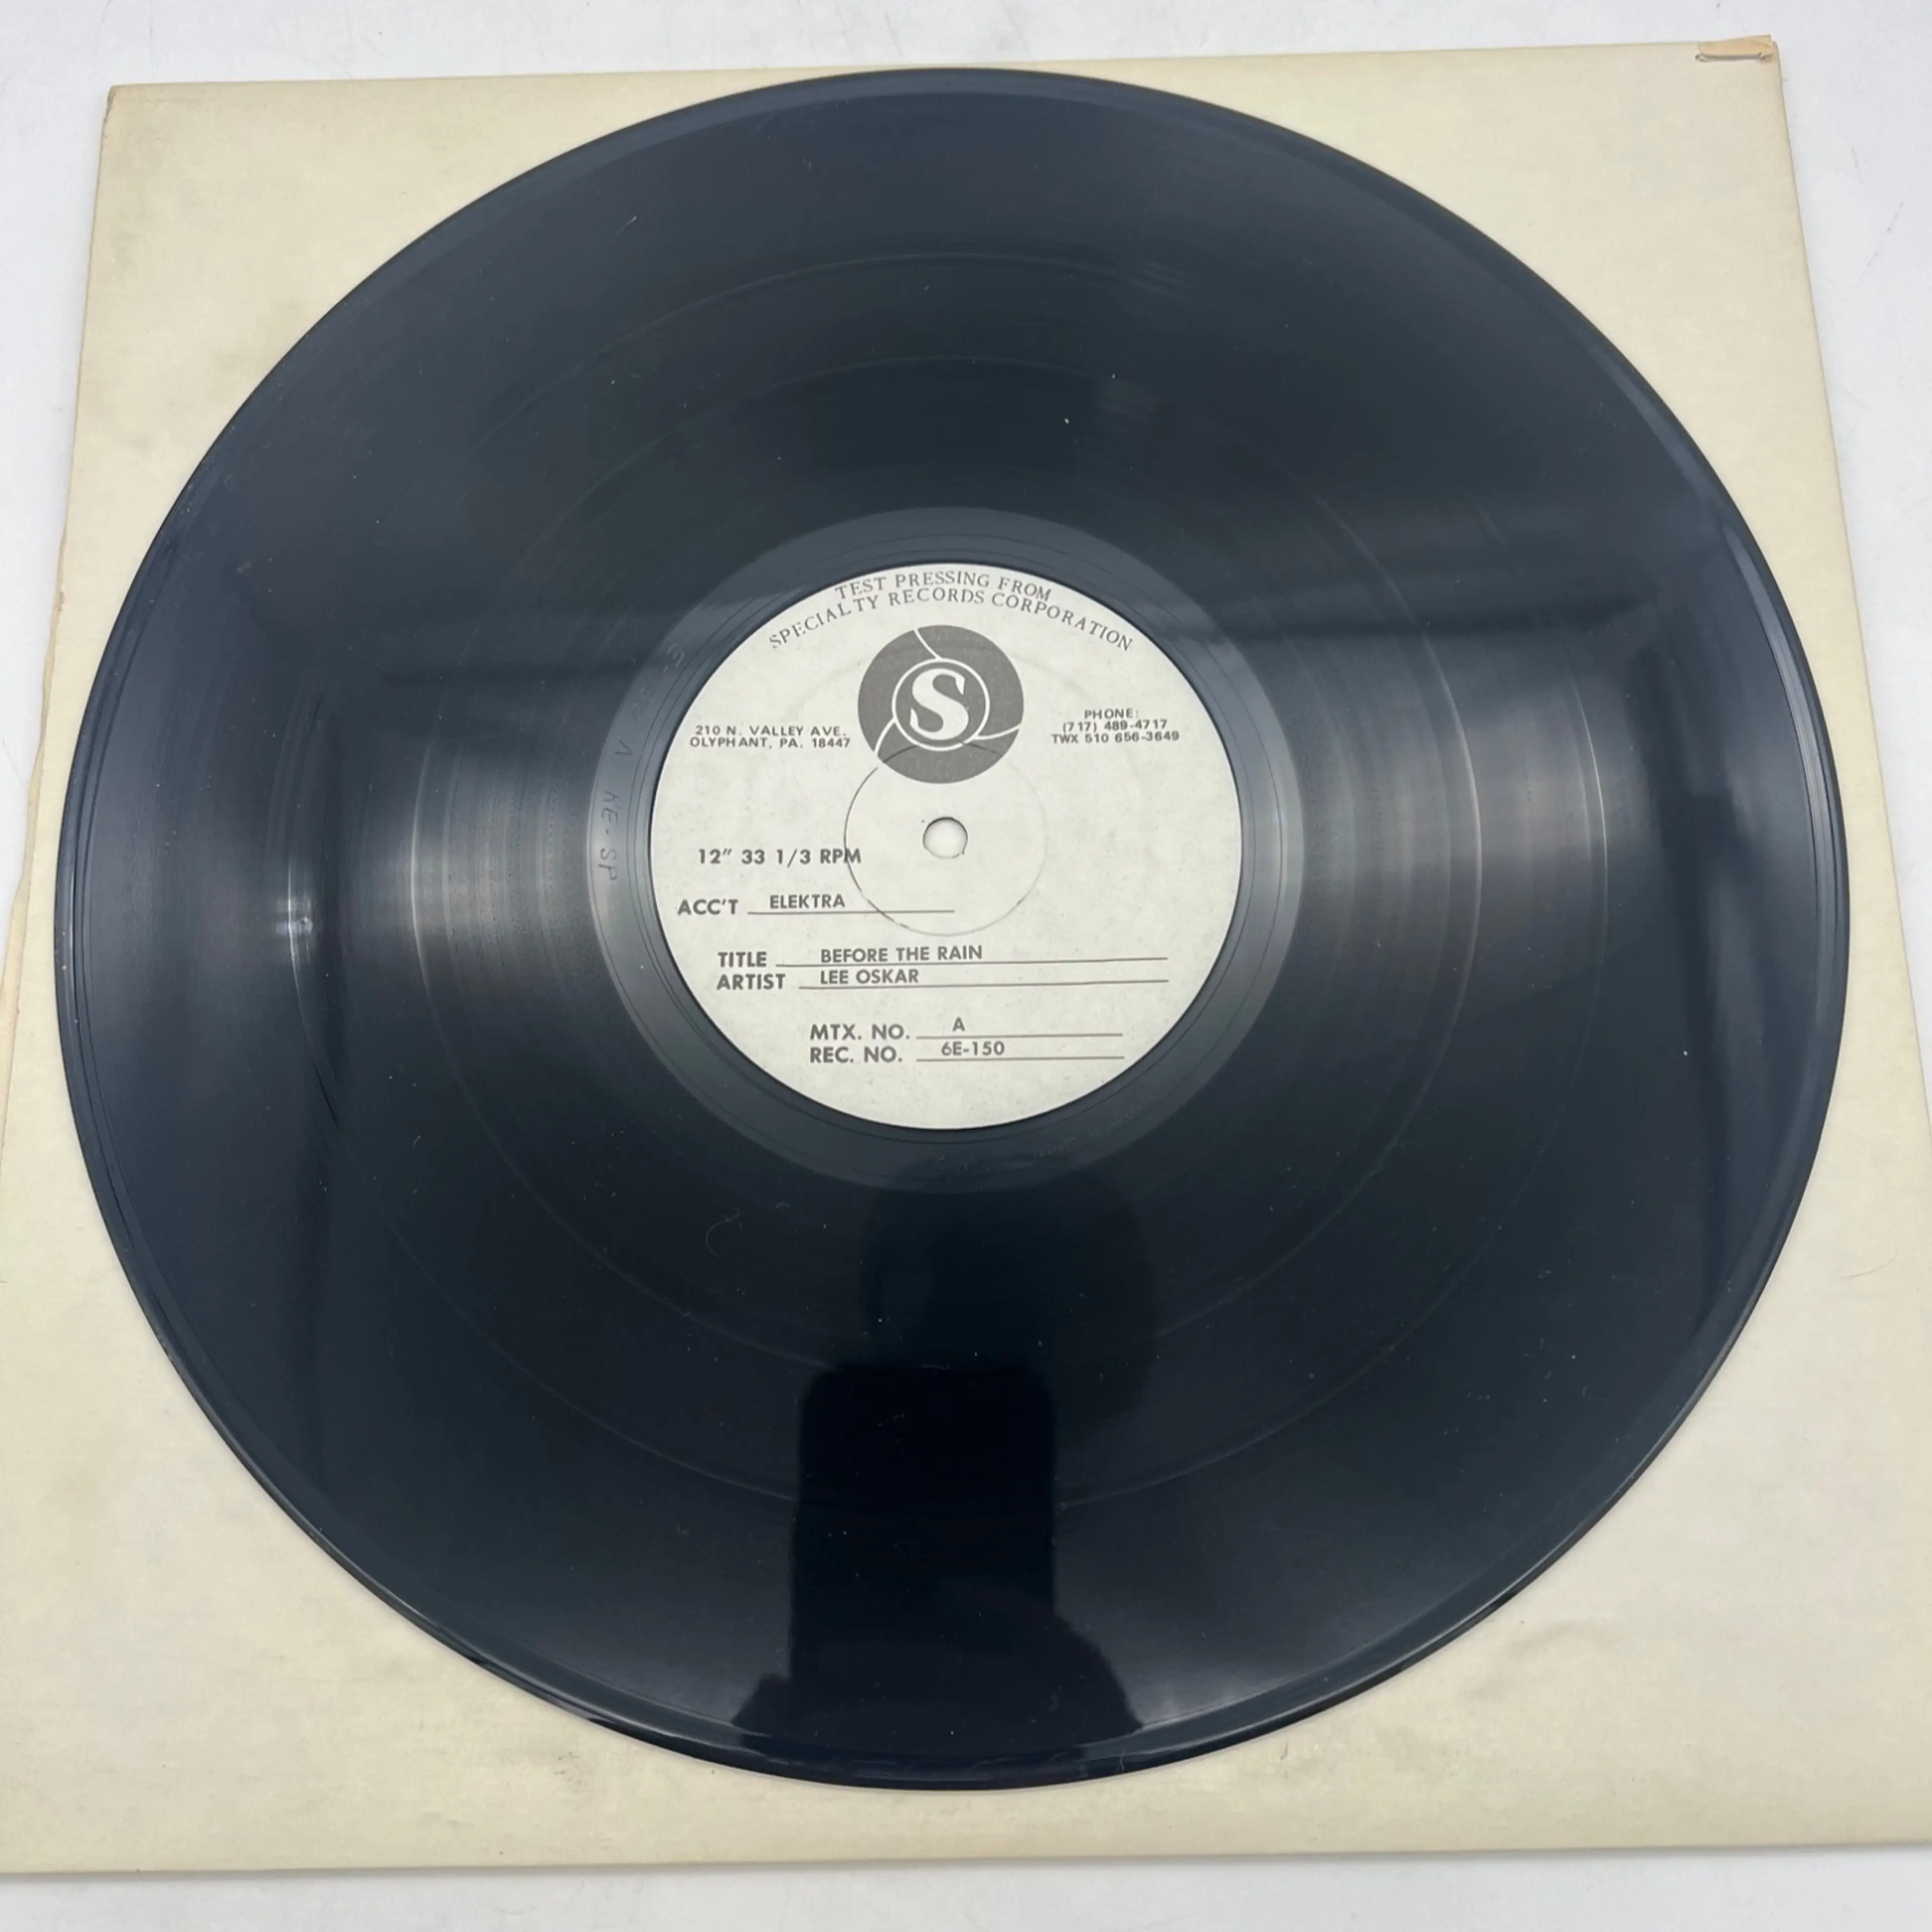 TEST PRESSING FROM
SPECIALTY RECORDS CORPORATION
S
210 N. VALLEY AVE.
OLYPHANT, PA. 18447
PHONE:
(717) 489-4717
TWX 510 656-3649
12" 33 1/3 RPM
ACC'T ELEKTRA
TITLE BEFORE THE RAIN
ARTIST LEE OSKAR
MTX. NO. A
REC. NO. 6E-150